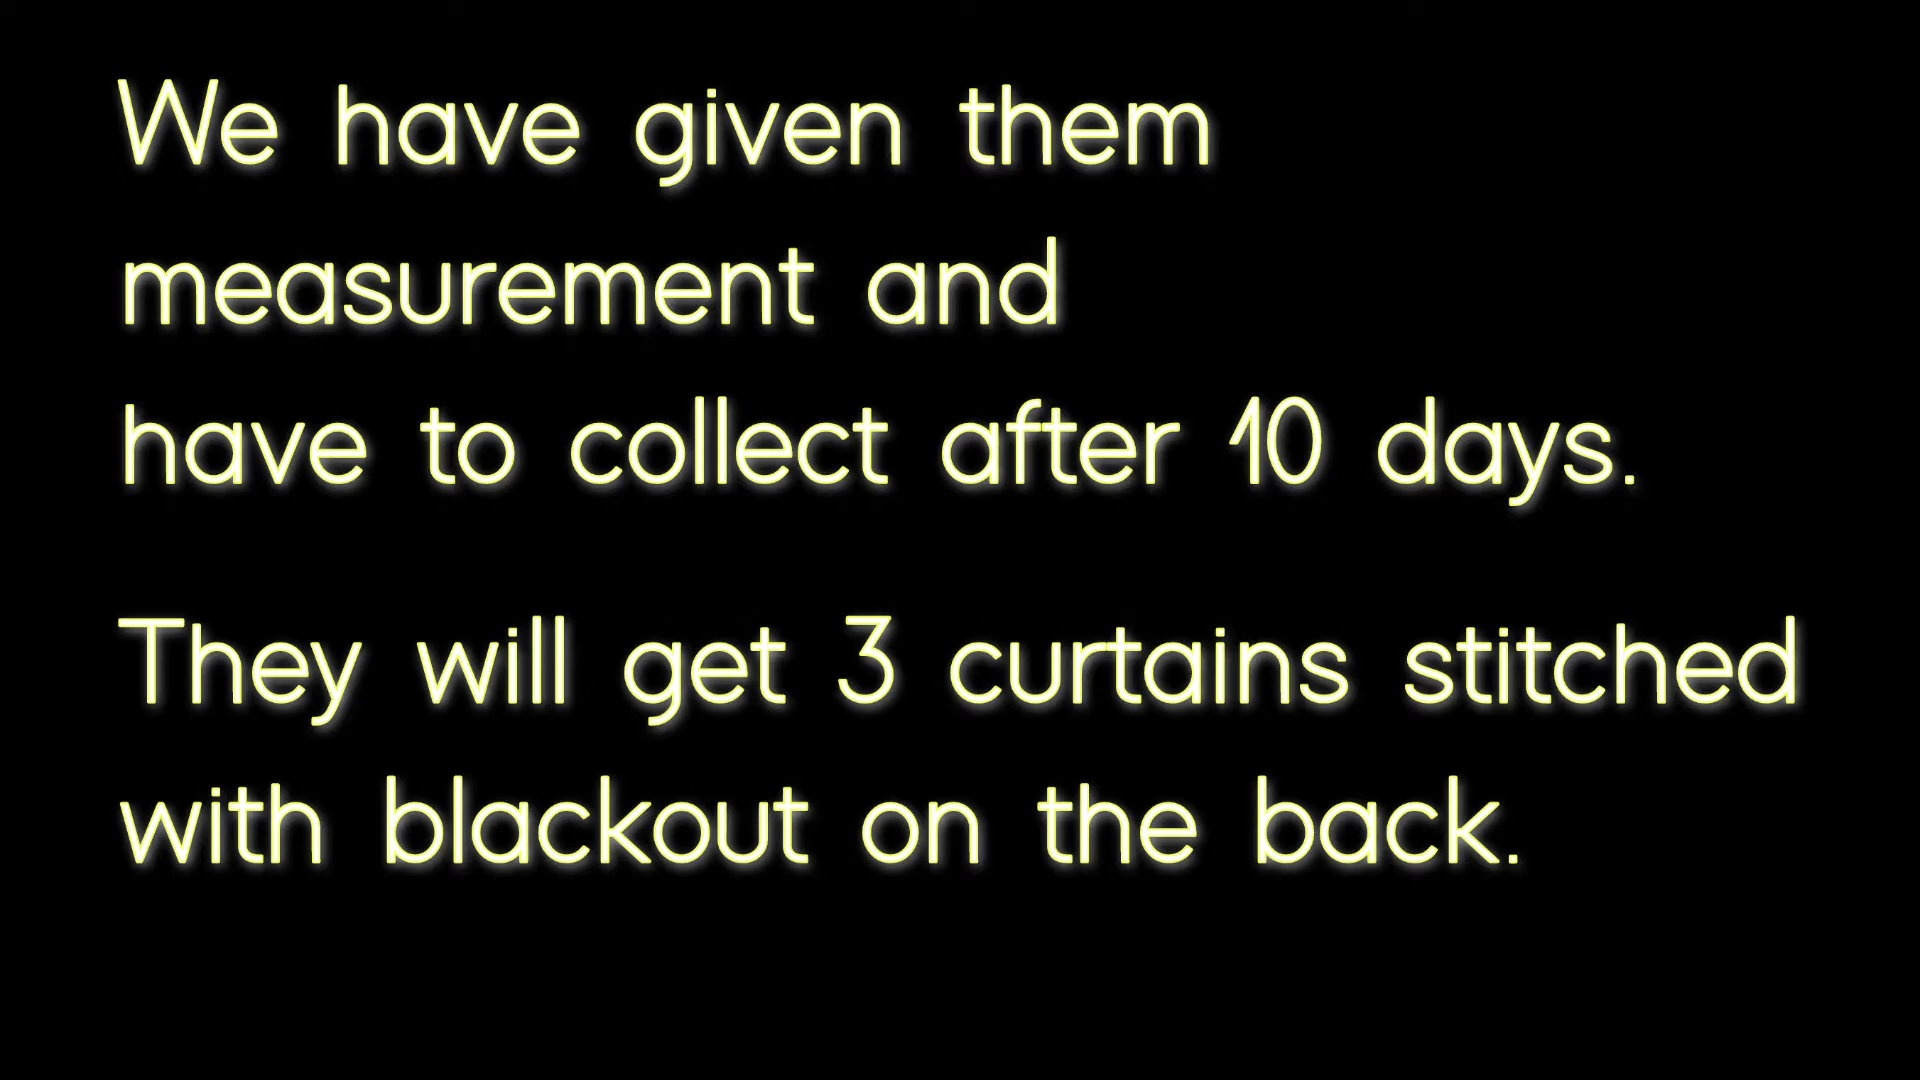 We have given them
measurement and
have to collect after 10 days.
They will get 3 curtains stitched
with blackout on the back.